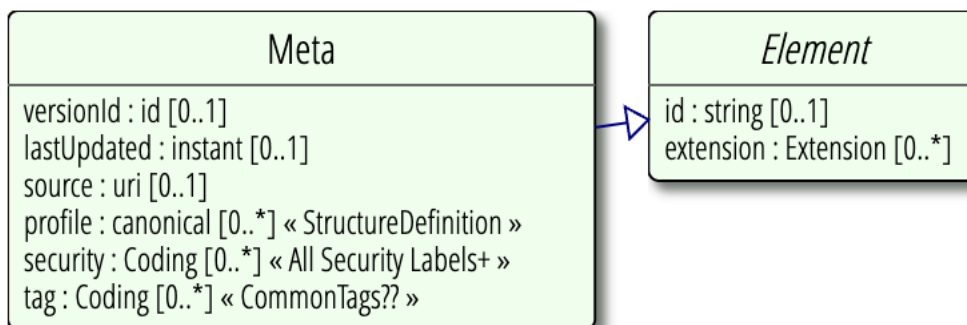 Meta
versionId : id [0..1]
lastUpdated : instant [0..1]
source : uri [0..1]
profile : canonical [0..*] « StructureDefinition »
security : Coding [0..*] « All Security Labels+ »
tag : Coding [0..*] « CommonTags?? »
Element
id : string [0..1]
extension : Extension [0..*]